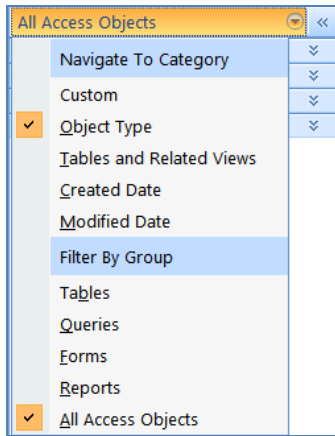 All Access Objects
Navigate To Category
Custom
Object Type
Tables and Related Views
Created Date
Modified Date
Filter By Group
Tables
Queries
Forms
Reports
All Access Objects